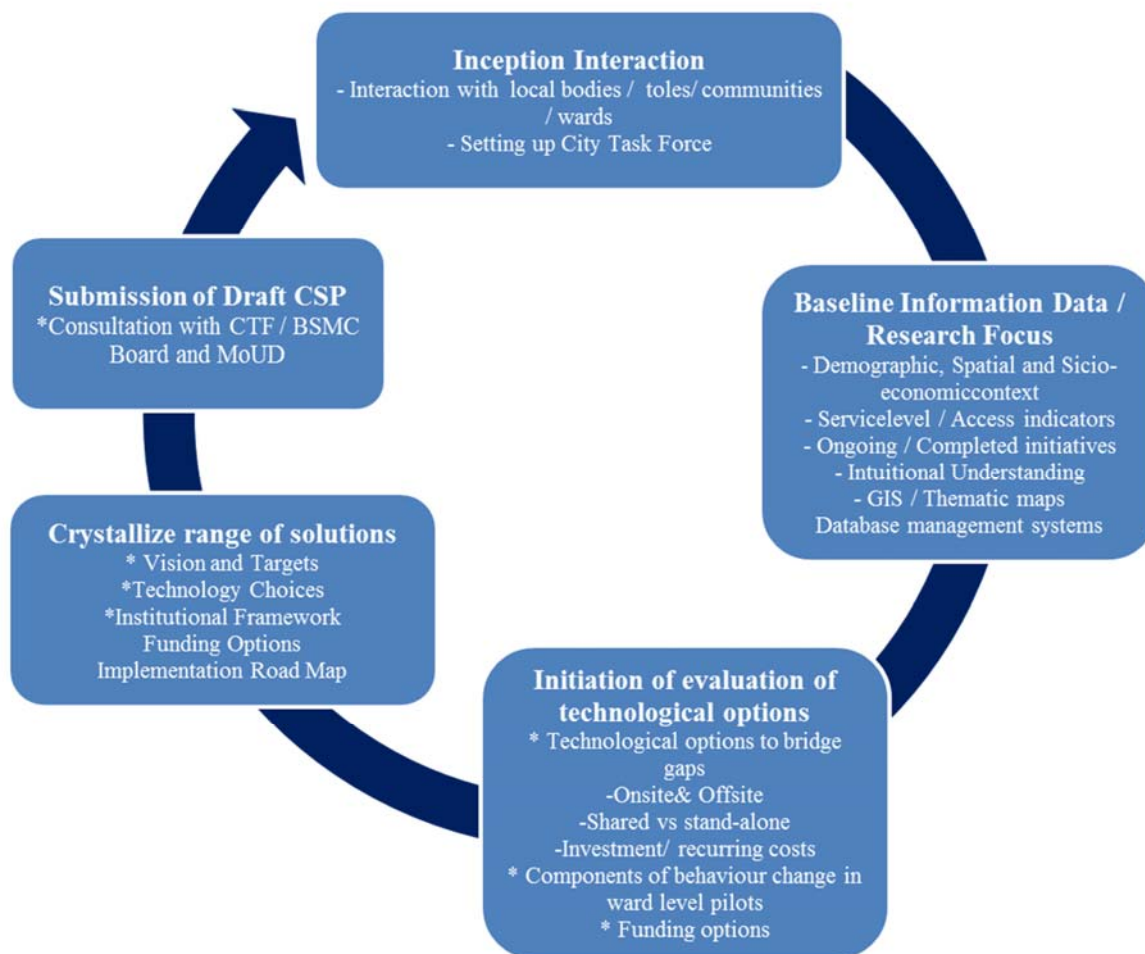 Inception Interaction
- Interaction with local bodies / toles/ communities
/ wards
- Setting up City Task Force
Baseline Information Data /
Research Focus
- Demographic, Spatial and Sicio-
economiccontext
- Servicelevel / Access indicators
- Ongoing / Completed initiatives
- Intuitional Understanding
- GIS / Thematic maps
Database management systems
Initiation of evaluation of
technological options
* Technological options to bridge
gaps
-Onsite& Offsite
-Shared vs stand-alone
-Investment/ recurring costs
* Components of behaviour change in
ward level pilots
* Funding options
Crystallize range of solutions
* Vision and Targets
*Technology Choices
*Institutional Framework
Funding Options
Implementation Road Map
Submission of Draft CSP
*Consultation with CTF / BSMC
Board and MoUD